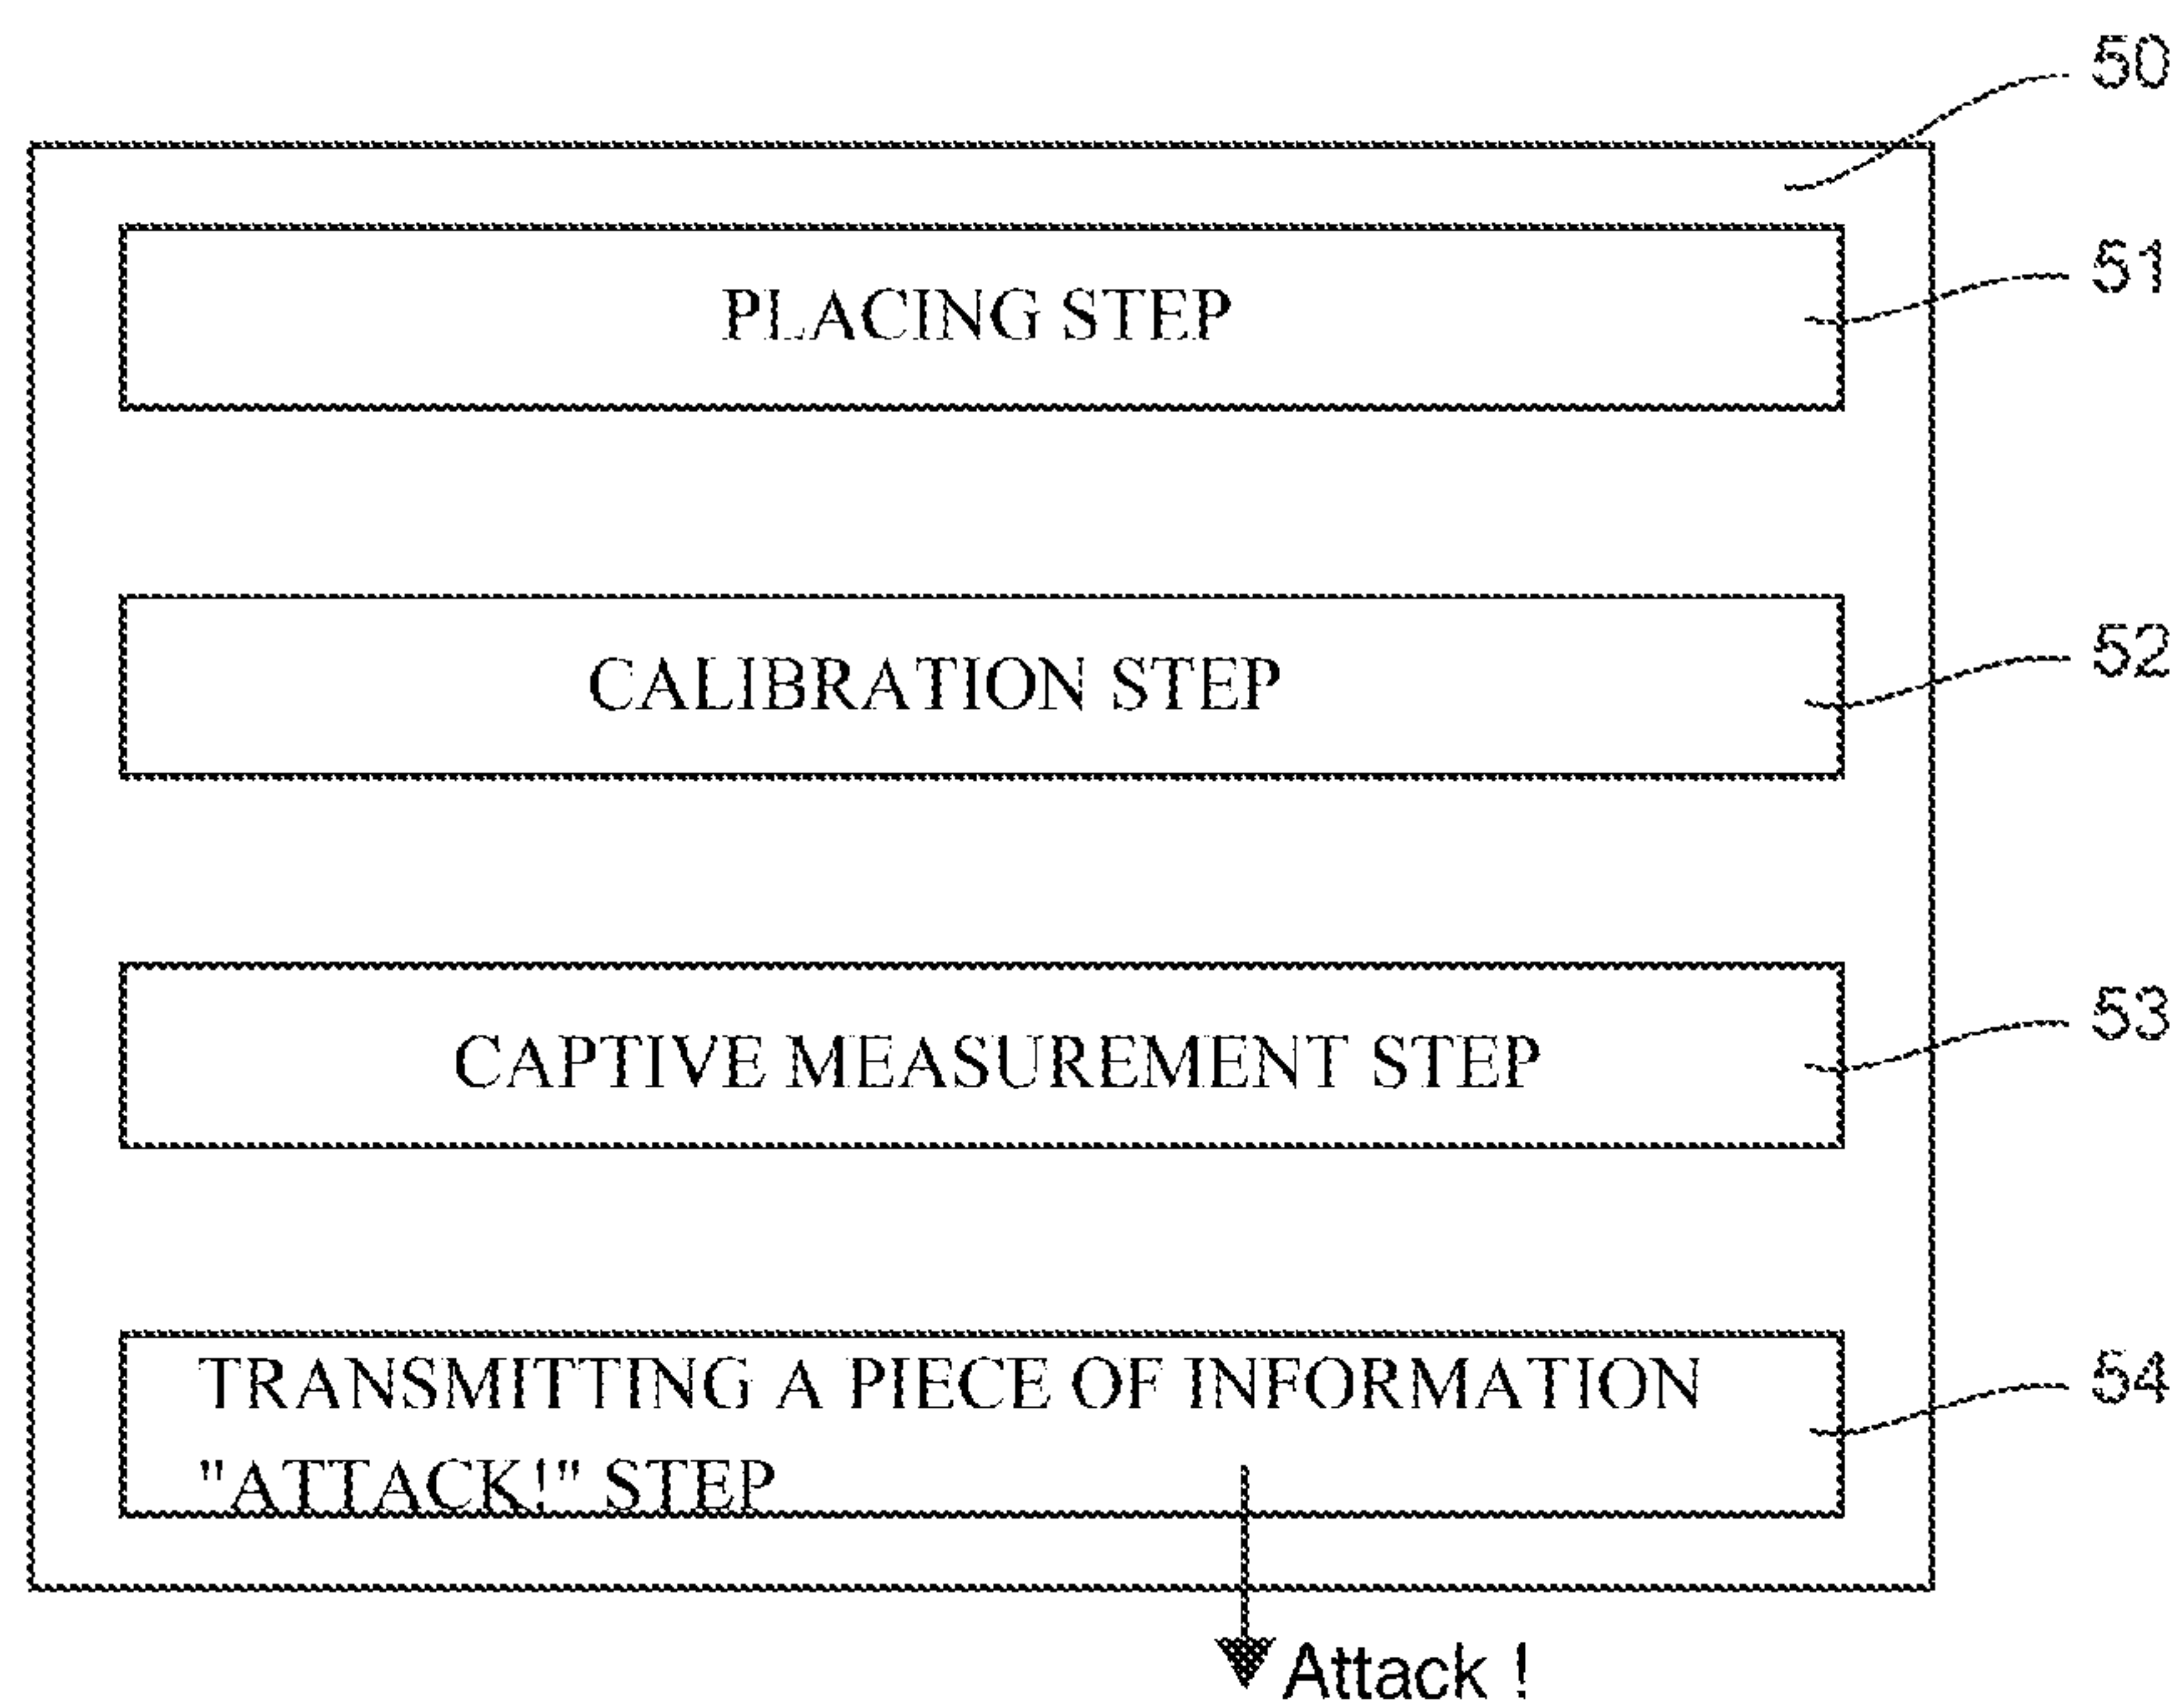 50
PLACING STEP
51
CALIBRATION STEP
52
CAPTIVE MEASUREMENT STEP
53
TRANSMITTING A PIECE OF INFORMATION
"ATTACK!" STEP
54
Attack !